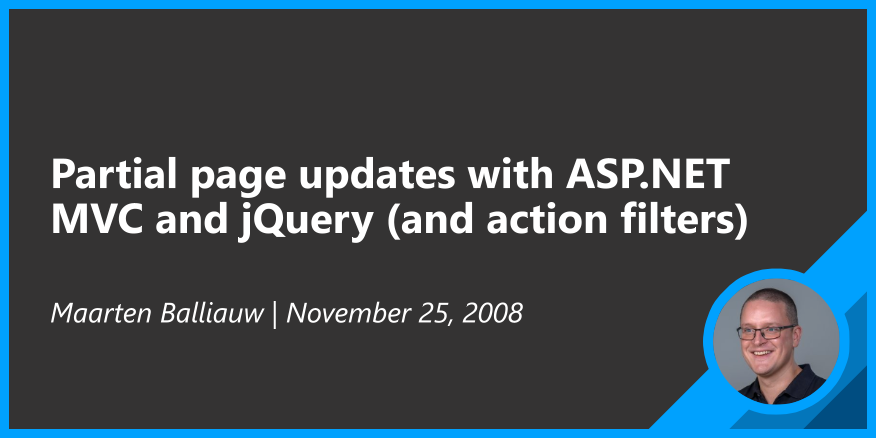 Partial page updates with ASP.NET
MVC and jQuery (and action filters)
Maarten Balliauw | November 25, 2008